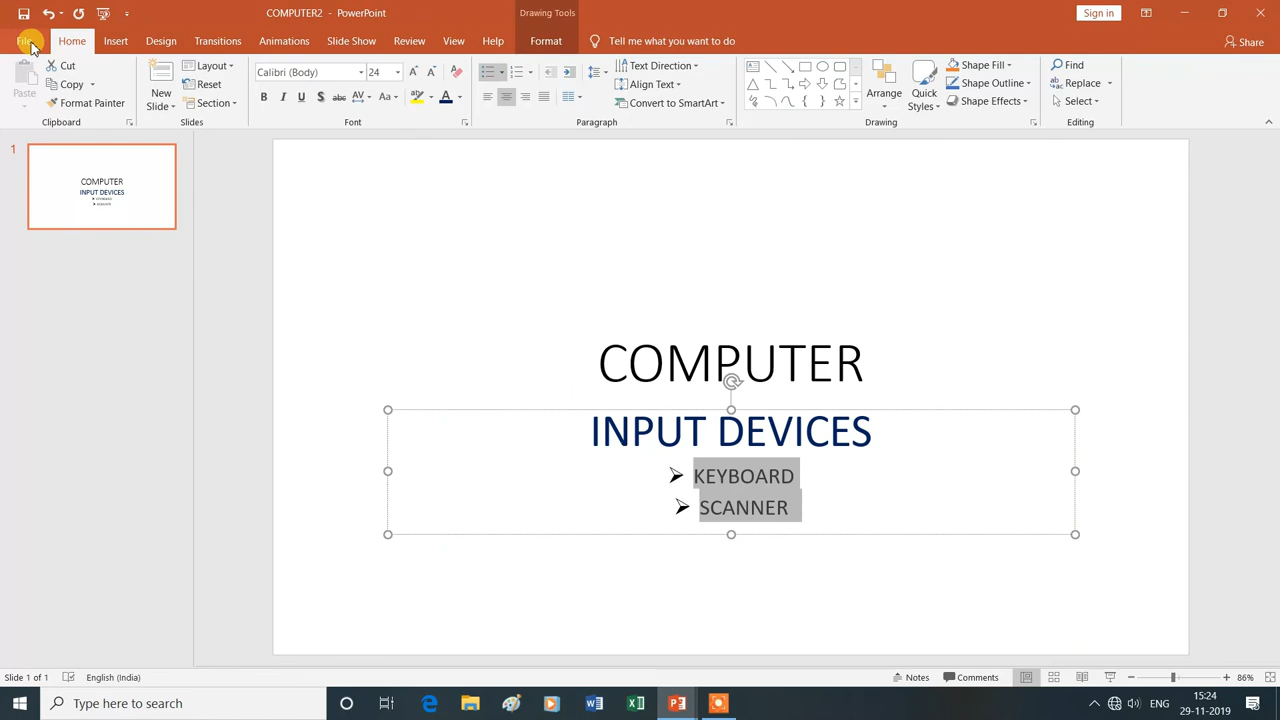 COMPUTER2 - PowerPoint
Drawing Tools
Sign in
File
Home
Insert
Design
Transitions
Animations
Slide Show
Review
View
Help
Format
Tell me what you want to do
Share
Paste
Cut
Copy
Format Painter
Clipboard
New
Slide
Layout
Reset
Section
Slides
Calibri (Body)
24
B I U S abc AV Aa A
Font
Text Direction
Align Text
Convert to SmartArt
Paragraph
Arrange
Quick
Styles
Shape Fill
Shape Outline
Shape Effects
Drawing
Find
Replace
Select
Editing
1
COMPUTER
INPUT DEVICES
COMPUTER
INPUT DEVICES
➢ KEYBOARD
➢ SCANNER
Slide 1 of 1
English (India)
Notes
Comments
86%
Type here to search
ENG
15:24
29-11-2019